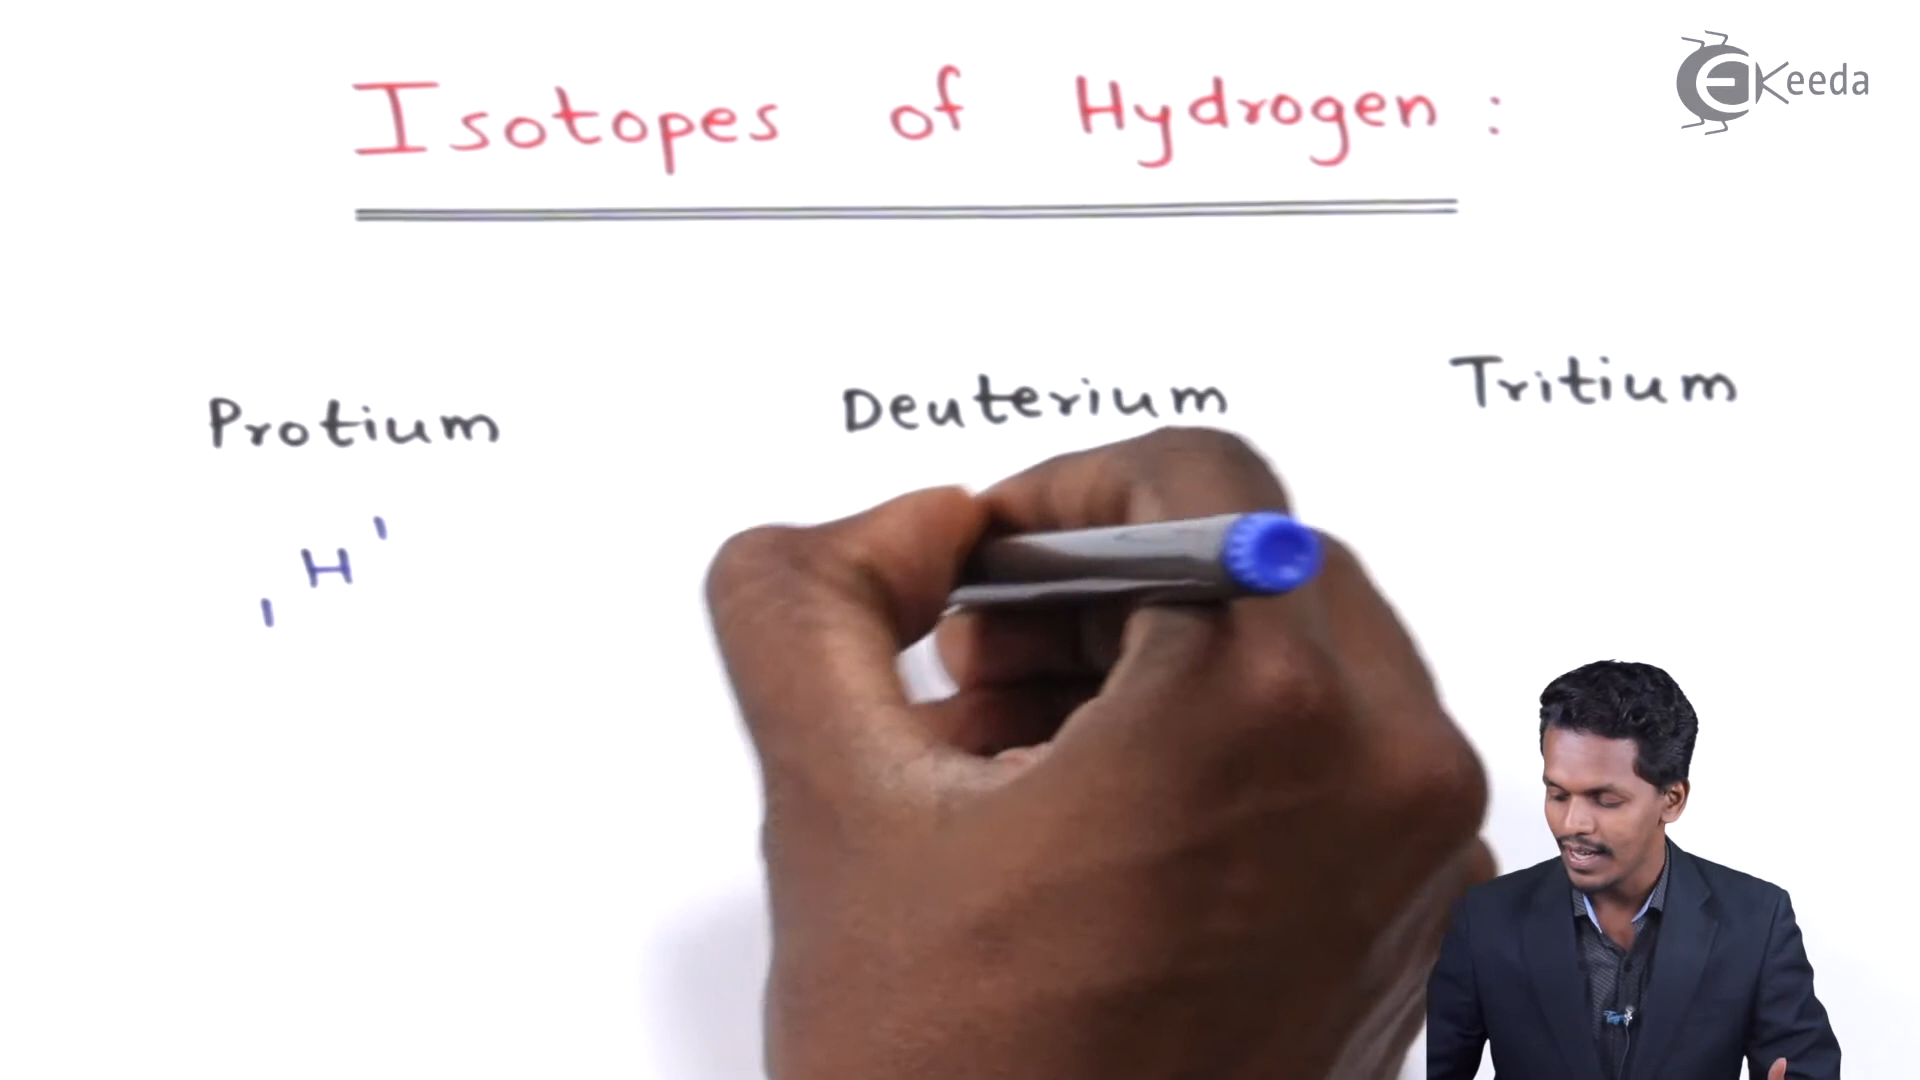 Isotopes of Hydrogen :
EKeeda
Protium Deuterium Tritium
₁H¹